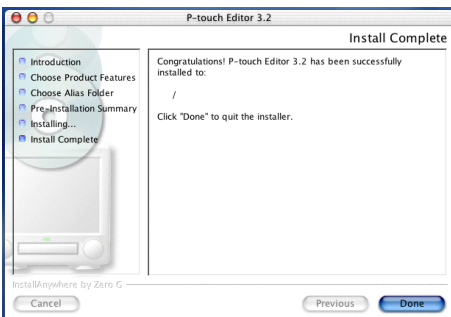 P-touch Editor 3.2
Install Complete
Introduction
Choose Product Features
Choose Alias Folder
Pre-Installation Summary
Installing...
Install Complete
Congratulations! P-touch Editor 3.2 has been successfully
installed to:
/
Click "Done" to quit the installer.
InstallAnywhere by Zero G
Cancel
Previous
Done